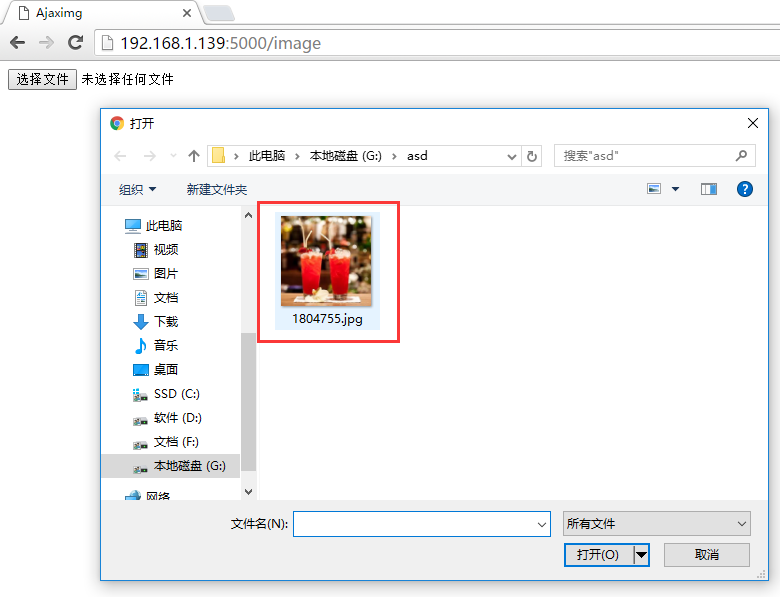 Ajaximg
192.168.1.139:5000/image
选择文件 未选择任何文件
打开
此电脑 本地磁盘 (G:) asd
搜索"asd"
组织 新建文件夹
此电脑
视频
图片
文档
下载
音乐
桌面
SSD (C:)
软件 (D:)
文档 (F:)
本地磁盘 (G:)
网络
1804755.jpg
文件名(N):
所有文件
打开(O) 取消